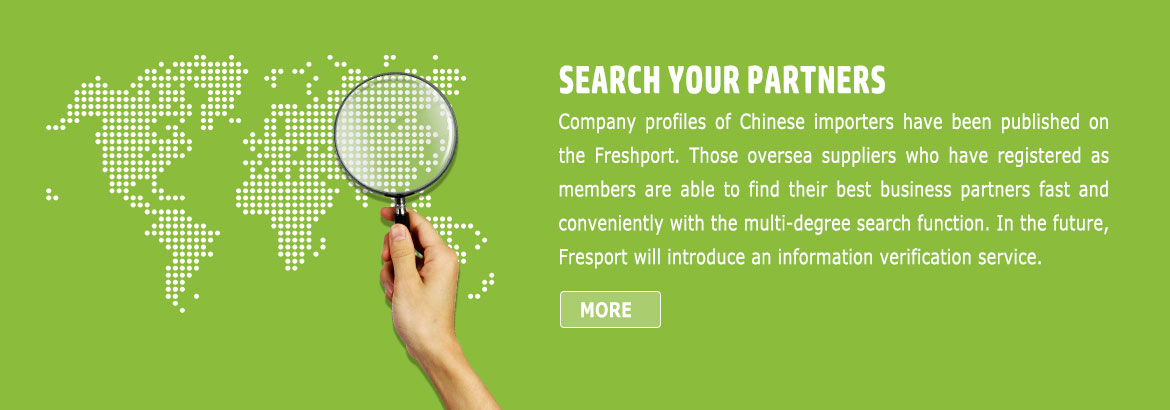 SEARCH YOUR PARTNERS
Company profiles of Chinese importers have been published on
the Freshport. Those oversea suppliers who have registered as
members are able to find their best business partners fast and
conveniently with the multi-degree search function. In the future,
Fresport will introduce an information verification service.
MORE